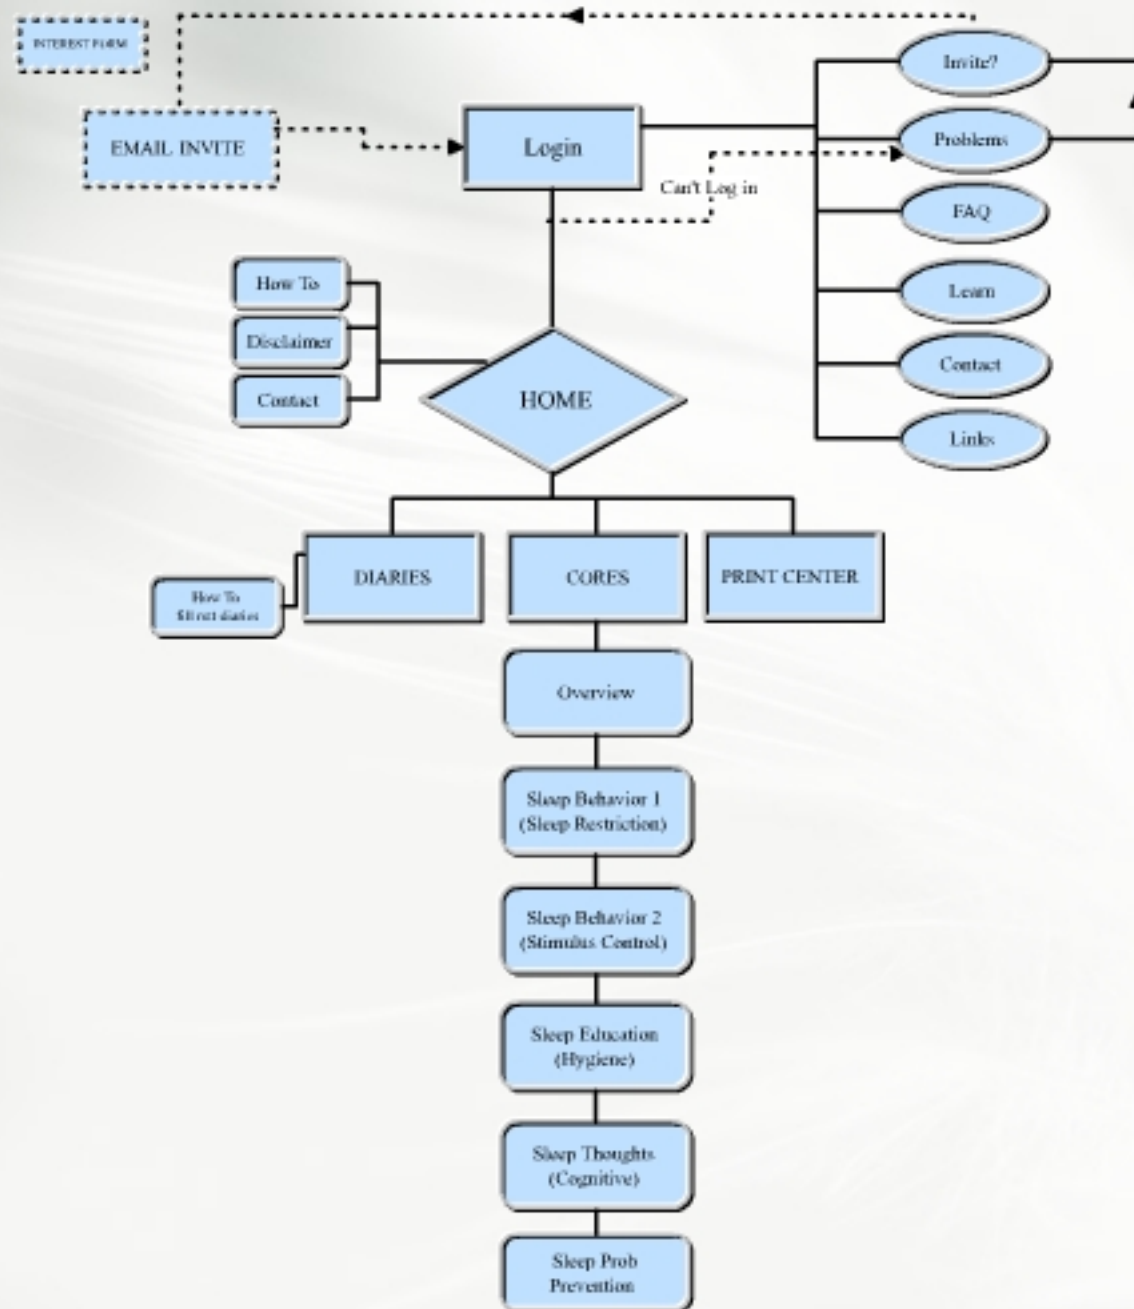 INTEREST FORM
Invite?
EMAIL INVITE
Login
Problems
Can't Log in
FAQ
How To
Learn
Disclaimer
Contact
Contact
HOME
Links
DIARIES
CORES
PRINT CENTER
How To
diaries
Overview
Sleep Behavior 1
(Sleep Restriction)
Sleep Behavior 2
(Stimulus Control)
Sleep Education
(Hygiene)
Sleep Thoughts
(Cognitive)
Sleep Prob
Prevention